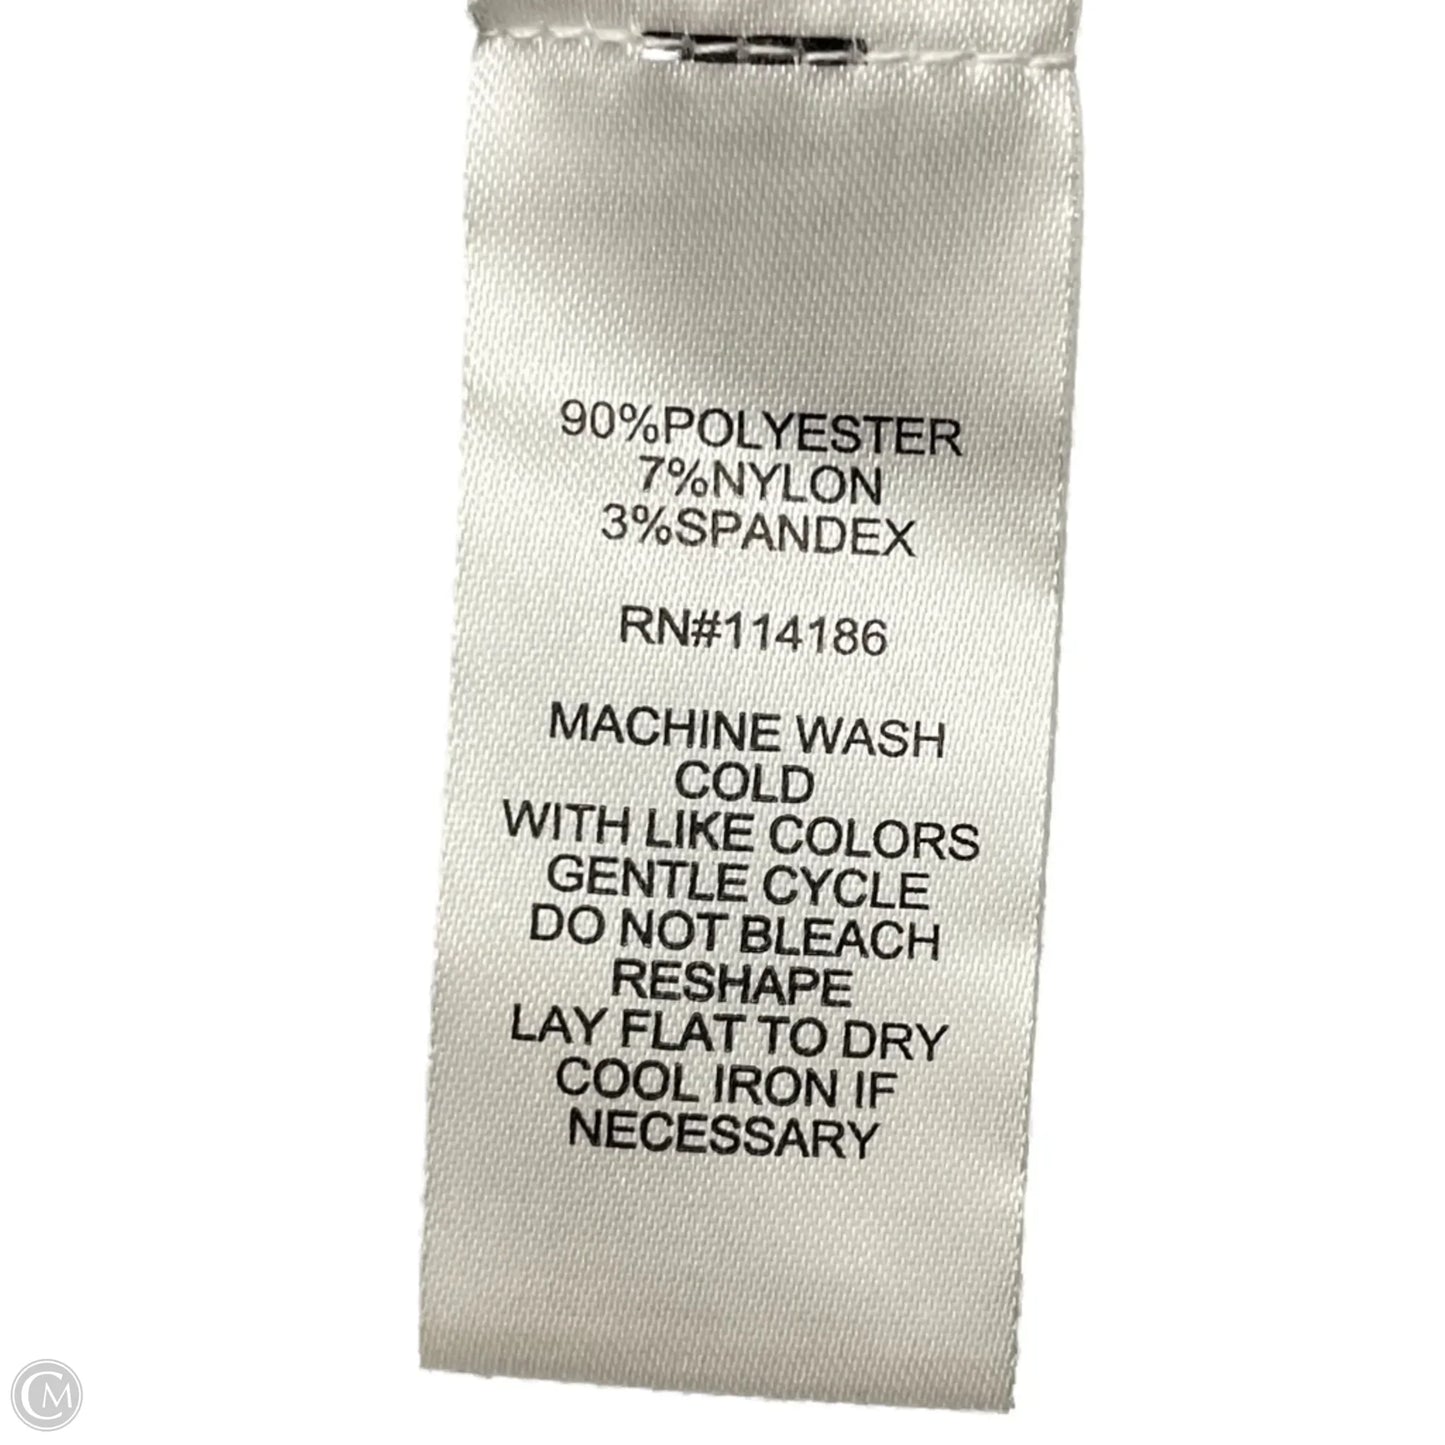 90%POLYESTER
7%NYLON
3%SPANDEX
RN#114186
MACHINE WASH
COLD
WITH LIKE COLORS
GENTLE CYCLE
DO NOT BLEACH
RESHAPE
LAY FLAT TO DRY
COOL IRON IF
NECESSARY
CM